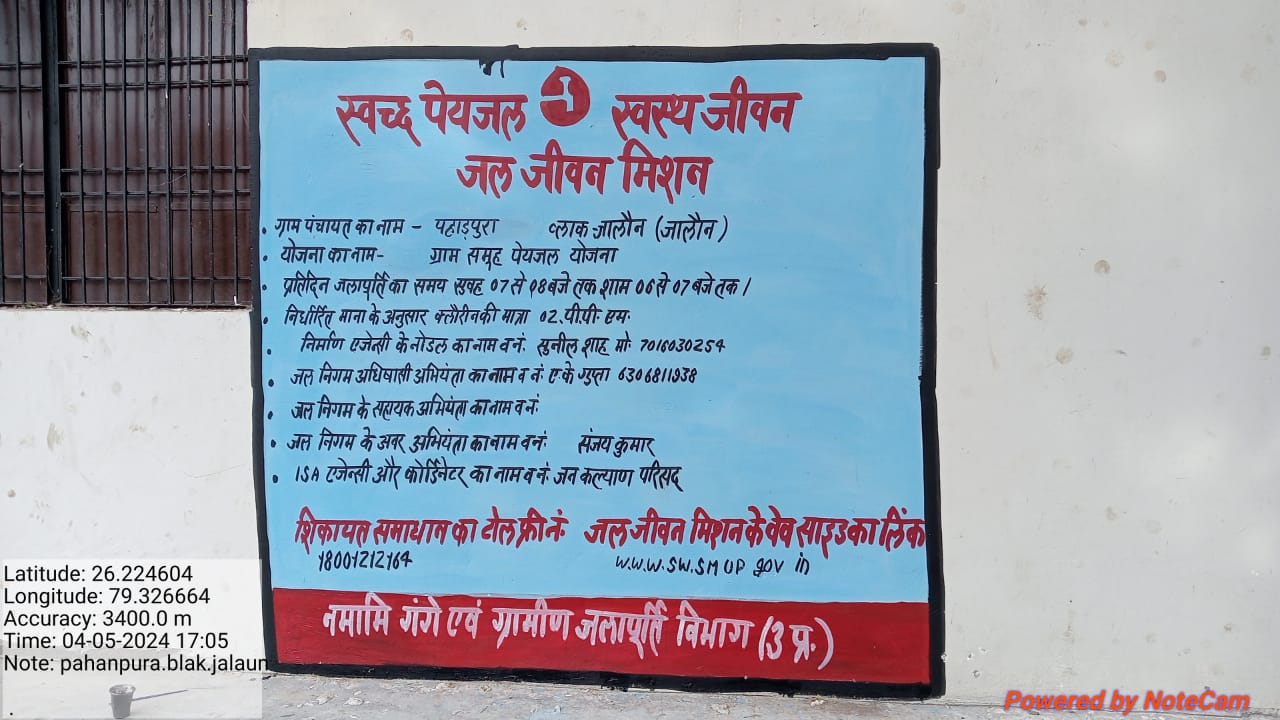 स्वच्छ पेयजल स्वस्थ जीवन
जल जीवन मिशन
• ग्राम पंचायत का नाम - पहाड़पुरा ब्लाक जालौन (जालौन)
• योजना का नाम- ग्राम समूह पेयजल योजना
• प्रतिदिन जलापूर्ति का समय सुबह 07 से 08 बजे तक शाम 06 से 07 बजे तक।
• निर्धारित माना के अनुसार क्लौरीनकी मात्रा 02.पी.पी. एम.
• निर्माण एजेन्सी के नोडल का नाम व नं. सुनील शाह मो. 7016030254
• जल निगम अधिषासी अभियंता का नाम व नं. ए.के गुप्ता 6306811938
• जल निगम के सहायक अभियंता का नाम व नं.
• जल निगम के अवर अभियंता का नाम व नं. संजय कुमार
• ISA एजेन्सी और कोर्डिनेटर का नाम व नं. जन कल्याण परिसद्
शिकायत समाधान का टोल फ्री नं. जल जीवन मिशन के वेव साइड का लिंक
18001212164 W.W.W.SW.SM UP gov in
नमामि गंगे एवं ग्रामीण जलापूर्ति विभाग (उ प्र.)
Latitude: 26.224604
Longitude: 79.326664
Accuracy: 3400.0 m
Time: 04-05-2024 17:05
Note: pahanpura.blak.jalaun
Powered by NoteCam